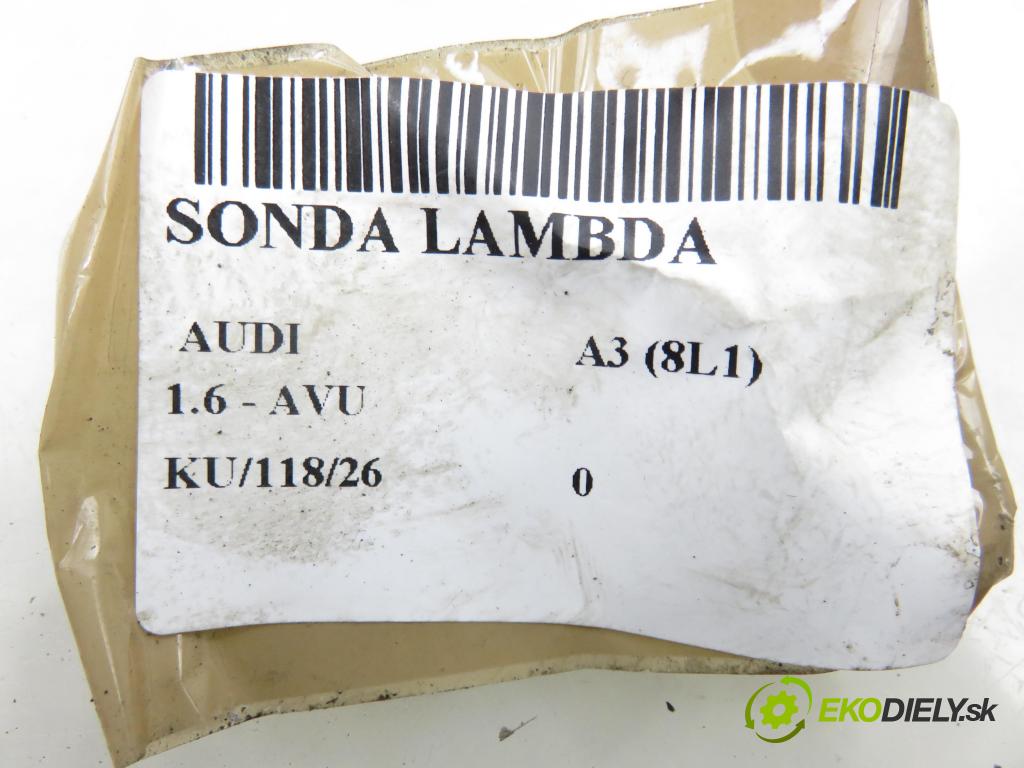 SONDA LAMBDA
AUDI A3 (8L1)
1.6 - AVU
KU/118/26 0
EKODIELY.sk